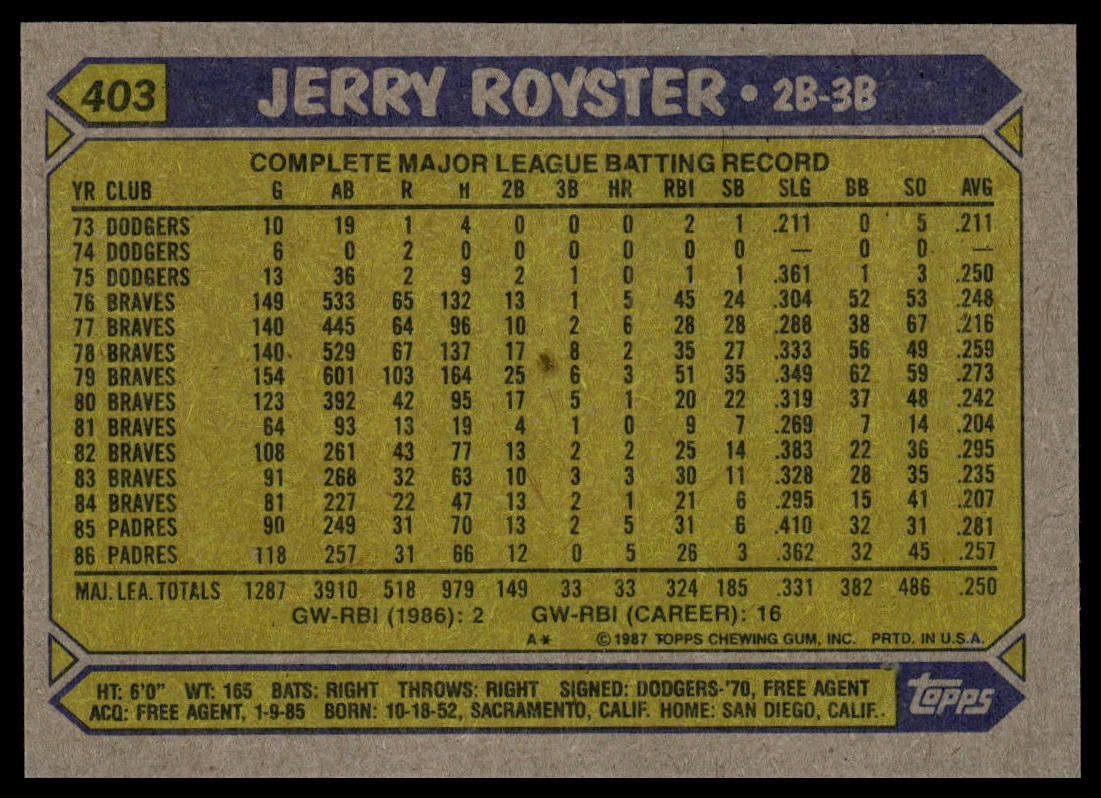 403 JERRY ROYSTER • 2B-3B
COMPLETE MAJOR LEAGUE BATTING RECORD
YR CLUB G AB R H 2B 3B HR RBI SB SLG BB SO AVG
73 DODGERS 10 19 1 4 0 0 0 2 1 .211 0 5 .211
74 DODGERS 6 0 2 0 0 0 0 0 0 — 0 0 —
75 DODGERS 13 36 2 9 2 1 0 1 1 .361 1 3 .250
76 BRAVES 149 533 65 132 13 1 5 45 24 .304 52 53 .248
77 BRAVES 140 445 64 96 10 2 6 28 28 .288 38 67 .216
78 BRAVES 140 529 67 137 17 8 2 35 27 .333 56 49 .259
79 BRAVES 154 601 103 164 25 6 3 51 35 .349 62 59 .273
80 BRAVES 123 392 42 95 17 5 1 20 22 .319 37 48 .242
81 BRAVES 64 93 13 19 4 1 0 9 7 .269 7 14 .204
82 BRAVES 108 261 43 77 13 2 2 25 14 .383 22 36 .295
83 BRAVES 91 268 32 63 10 3 3 30 11 .328 28 35 .235
84 BRAVES 81 227 22 47 13 2 1 21 6 .295 15 41 .207
85 PADRES 90 249 31 70 13 2 5 31 6 .410 32 31 .281
86 PADRES 118 257 31 66 12 0 5 26 3 .362 32 45 .257
MAJ. LEA. TOTALS 1287 3910 518 979 149 33 33 324 185 .331 382 486 .250
GW-RBI (1986): 2 GW-RBI (CAREER): 16
A* ©1987 TOPPS CHEWING GUM, INC. PRTD. IN U.S.A.
HT: 6'0" WT: 165 BATS: RIGHT THROWS: RIGHT SIGNED: DODGERS-'70, FREE AGENT
ACQ: FREE AGENT, 1-9-85 BORN: 10-18-52, SACRAMENTO, CALIF. HOME: SAN DIEGO, CALIF.
topps